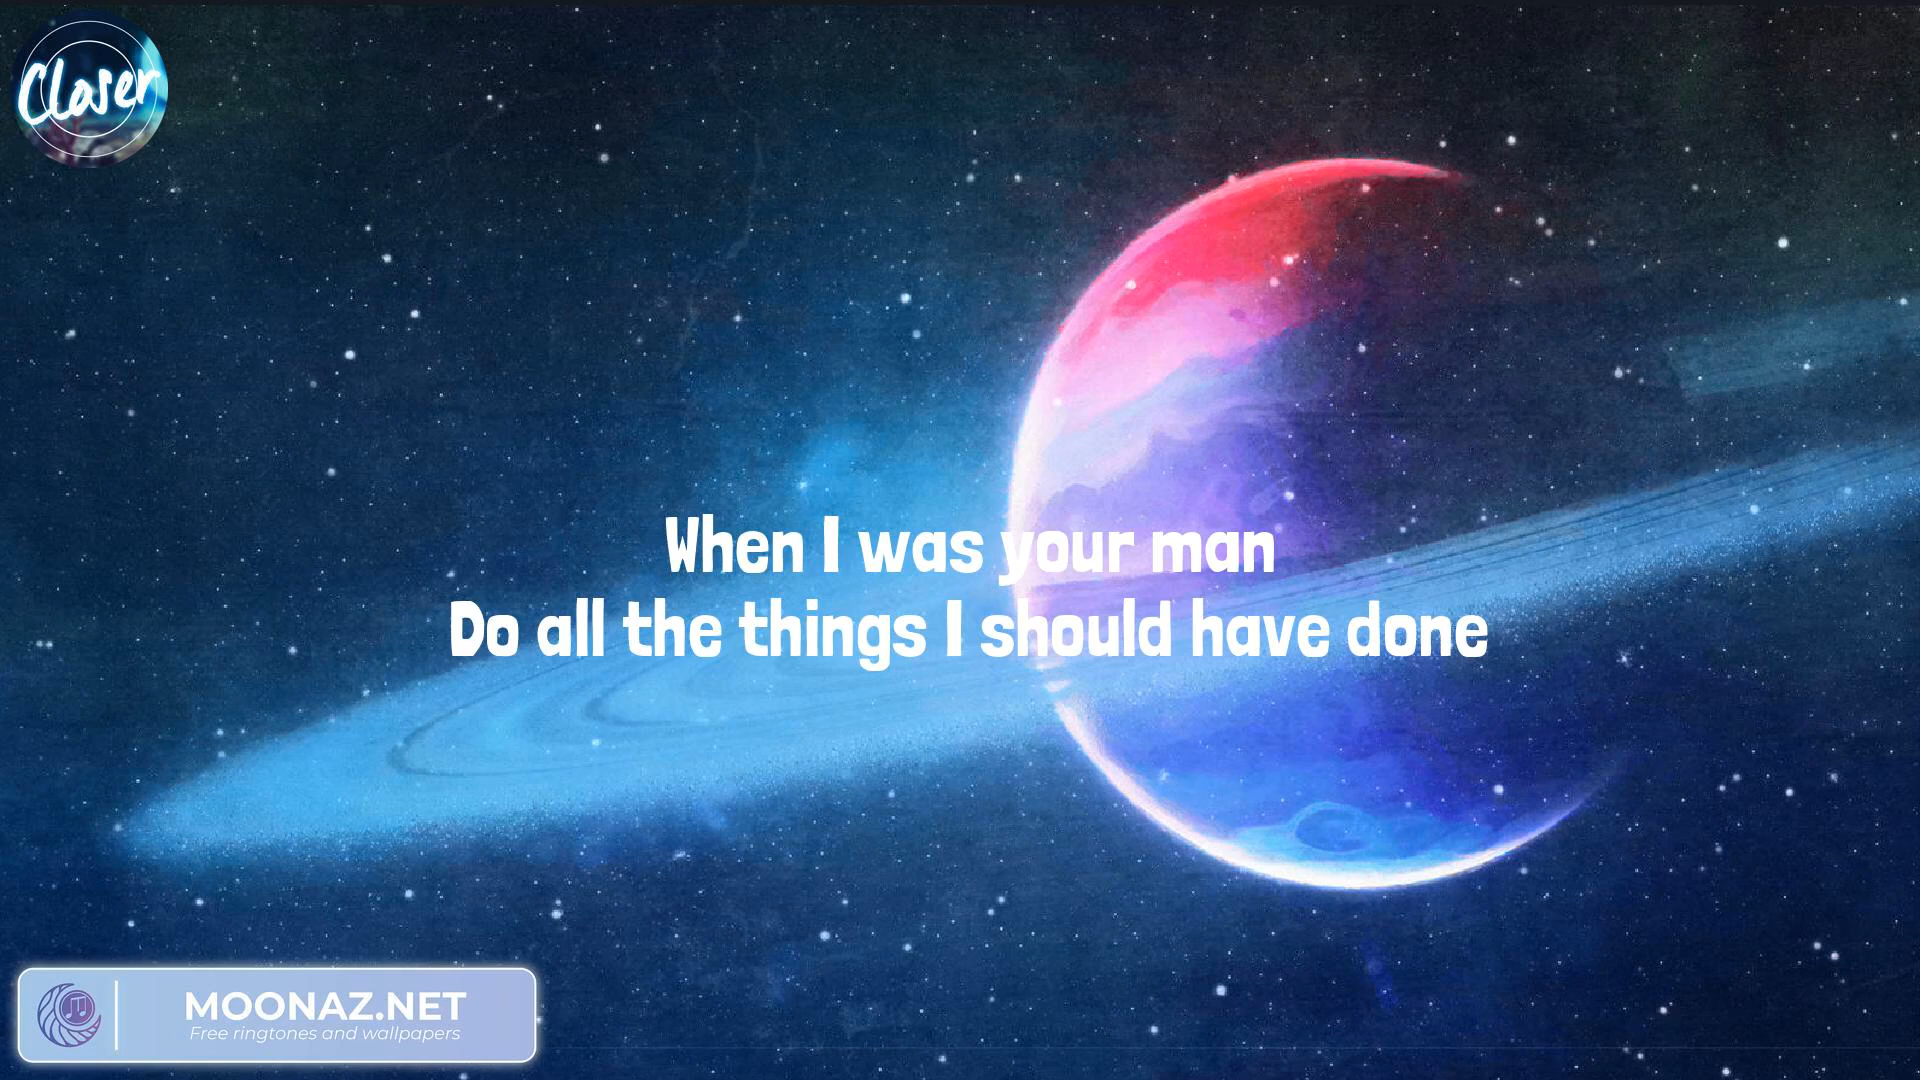 Closer
When I was your man
Do all the things I should have done
MOONAZ.NET
Free ringtones and wallpapers